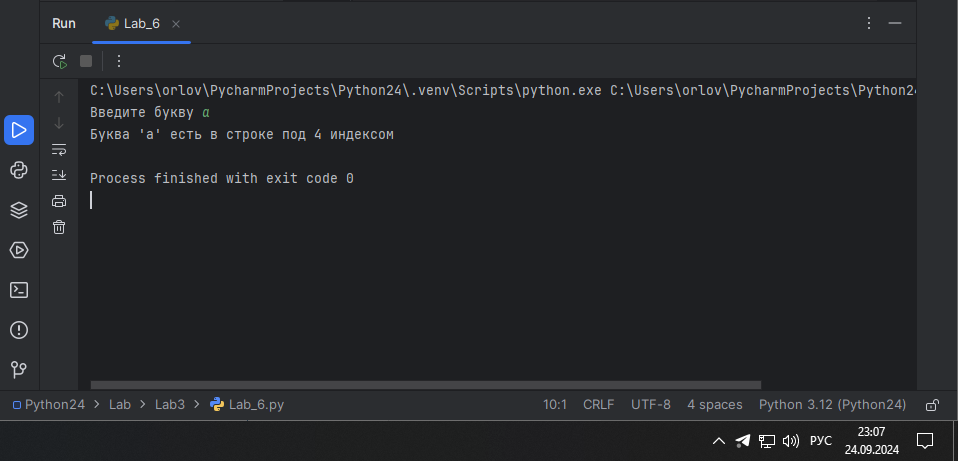 Run
Lab_6
C:\Users\orlov\PycharmProjects\Python24\.venv\Scripts\python.exe C:\Users\orlov\PycharmProjects\Python24
Введите букву а
Буква 'а' есть в строке под 4 индексом
Process finished with exit code 0
Python24 > Lab > Lab3 > Lab_6.py
10:1 CRLF UTF-8 4 spaces Python 3.12 (Python24)
РУС
23:07
24.09.2024